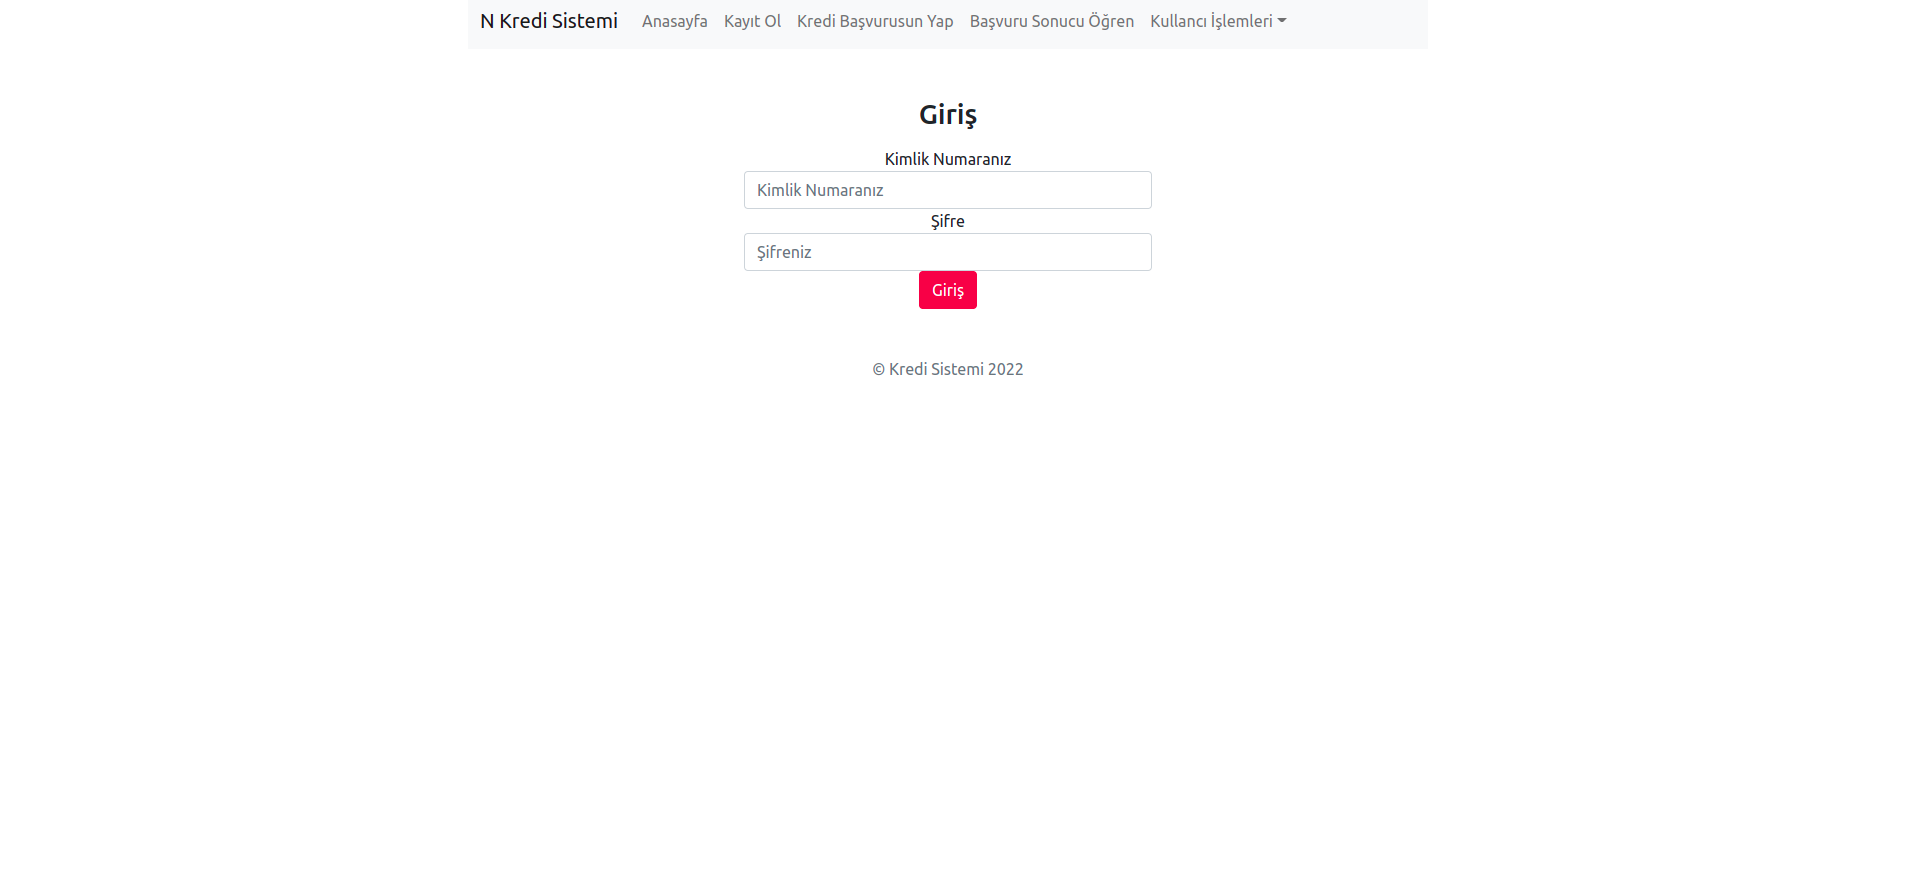 N Kredi Sistemi Anasayfa Kayıt Ol Kredi Başvurusun Yap Başvuru Sonucu Öğren Kullancı İşlemleri
Giriş
Kimlik Numaranız
Kimlik Numaranız
Şifre
Şifreniz
Giriş
© Kredi Sistemi 2022